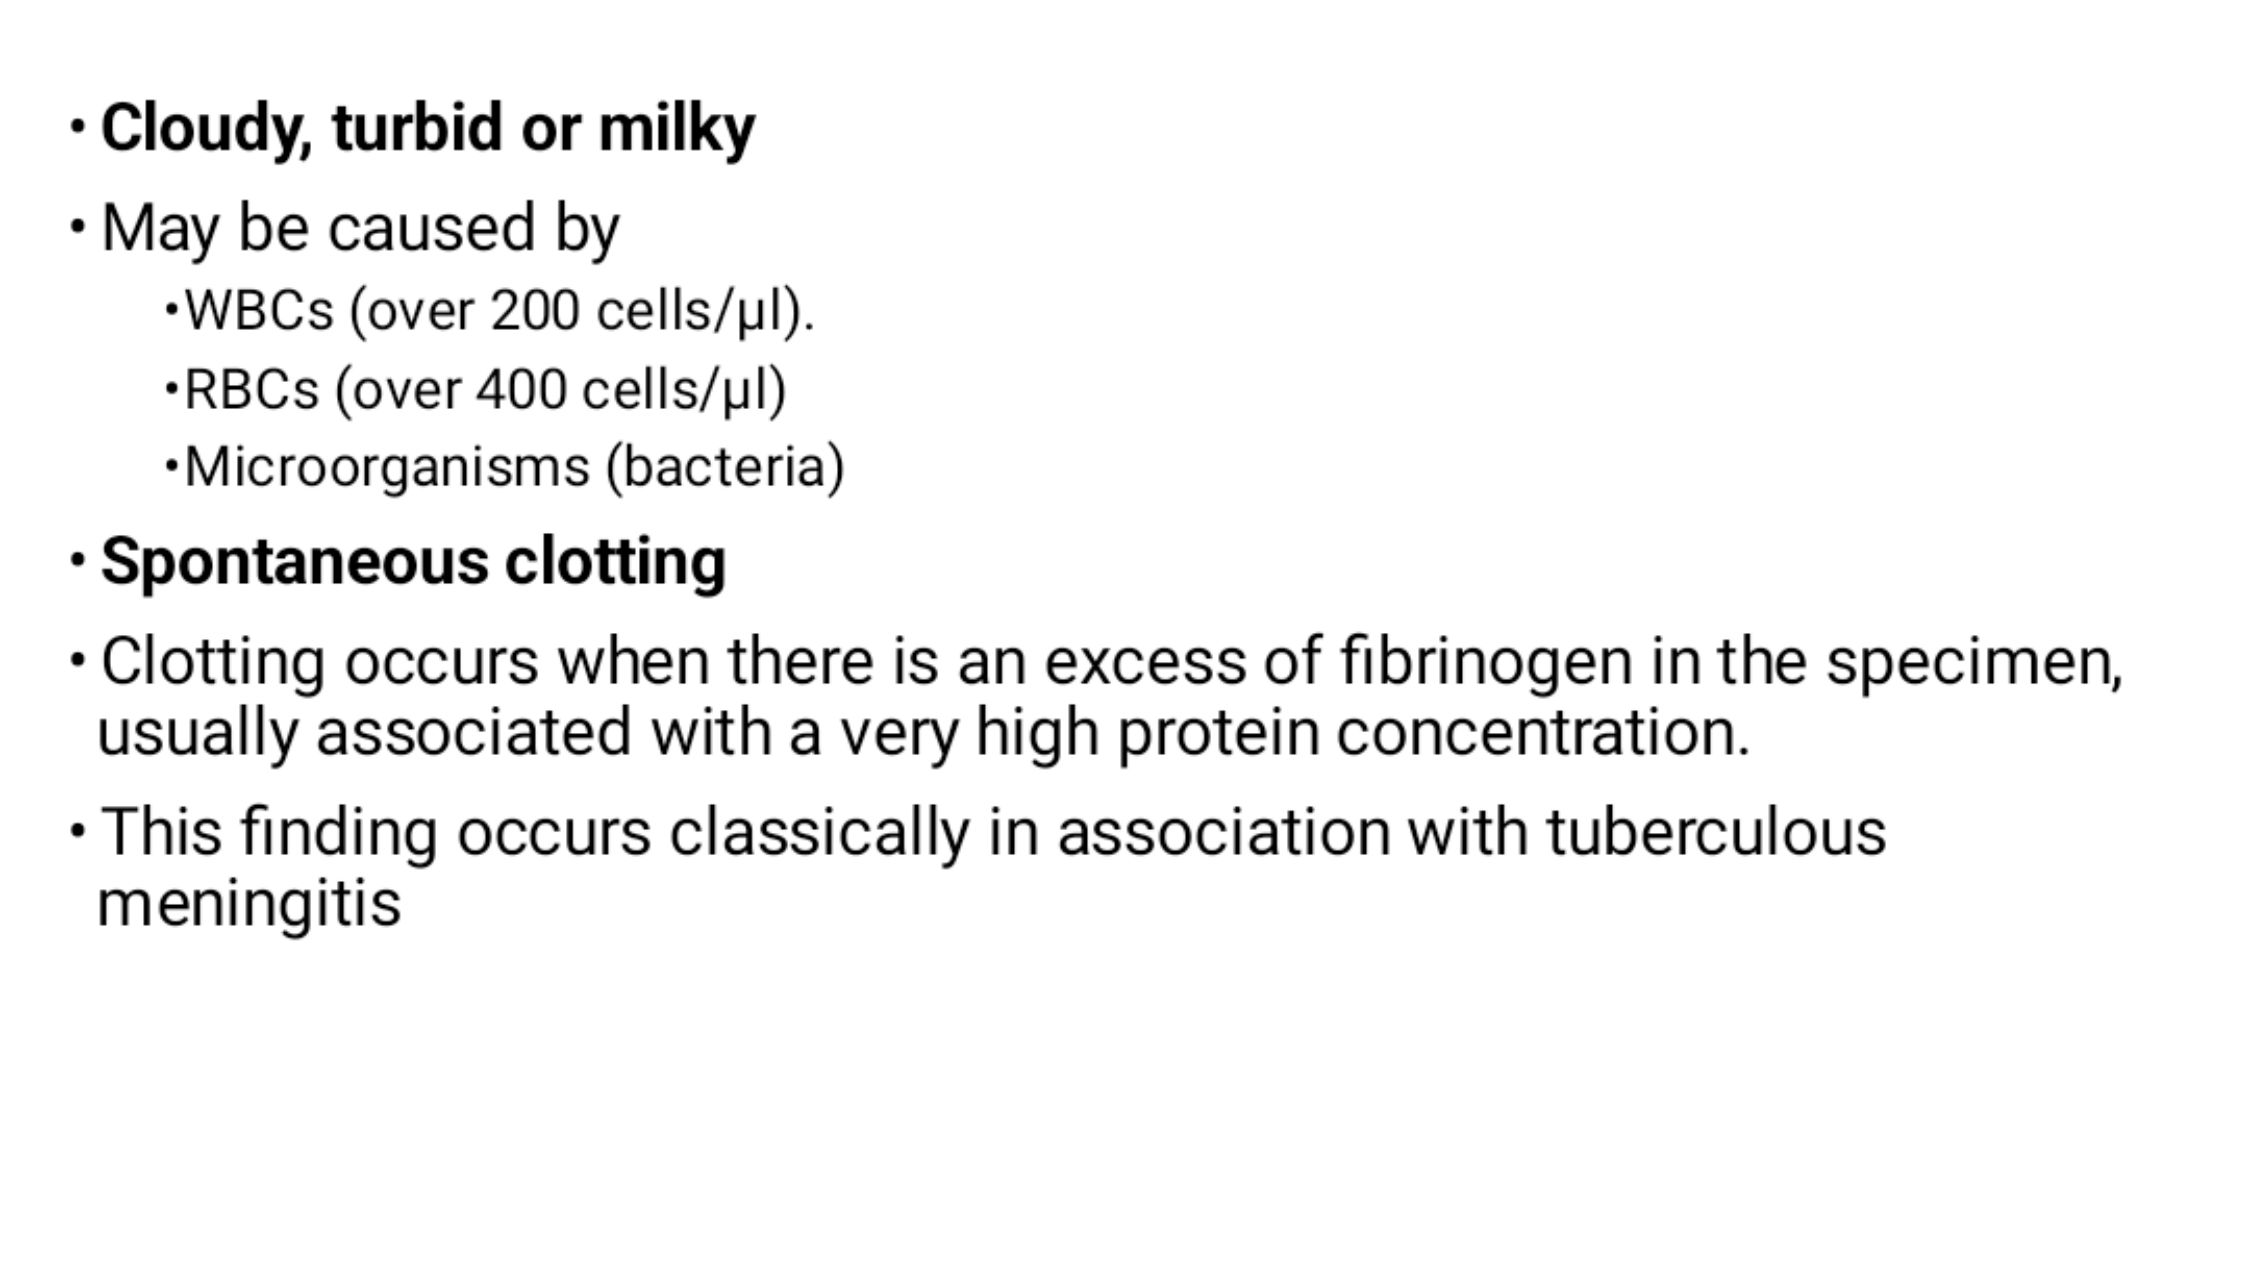 • Cloudy, turbid or milky
• May be caused by
•WBCs (over 200 cells/µl).
•RBCs (over 400 cells/µl)
•Microorganisms (bacteria)
• Spontaneous clotting
• Clotting occurs when there is an excess of fibrinogen in the specimen,
usually associated with a very high protein concentration.
• This finding occurs classically in association with tuberculous
meningitis